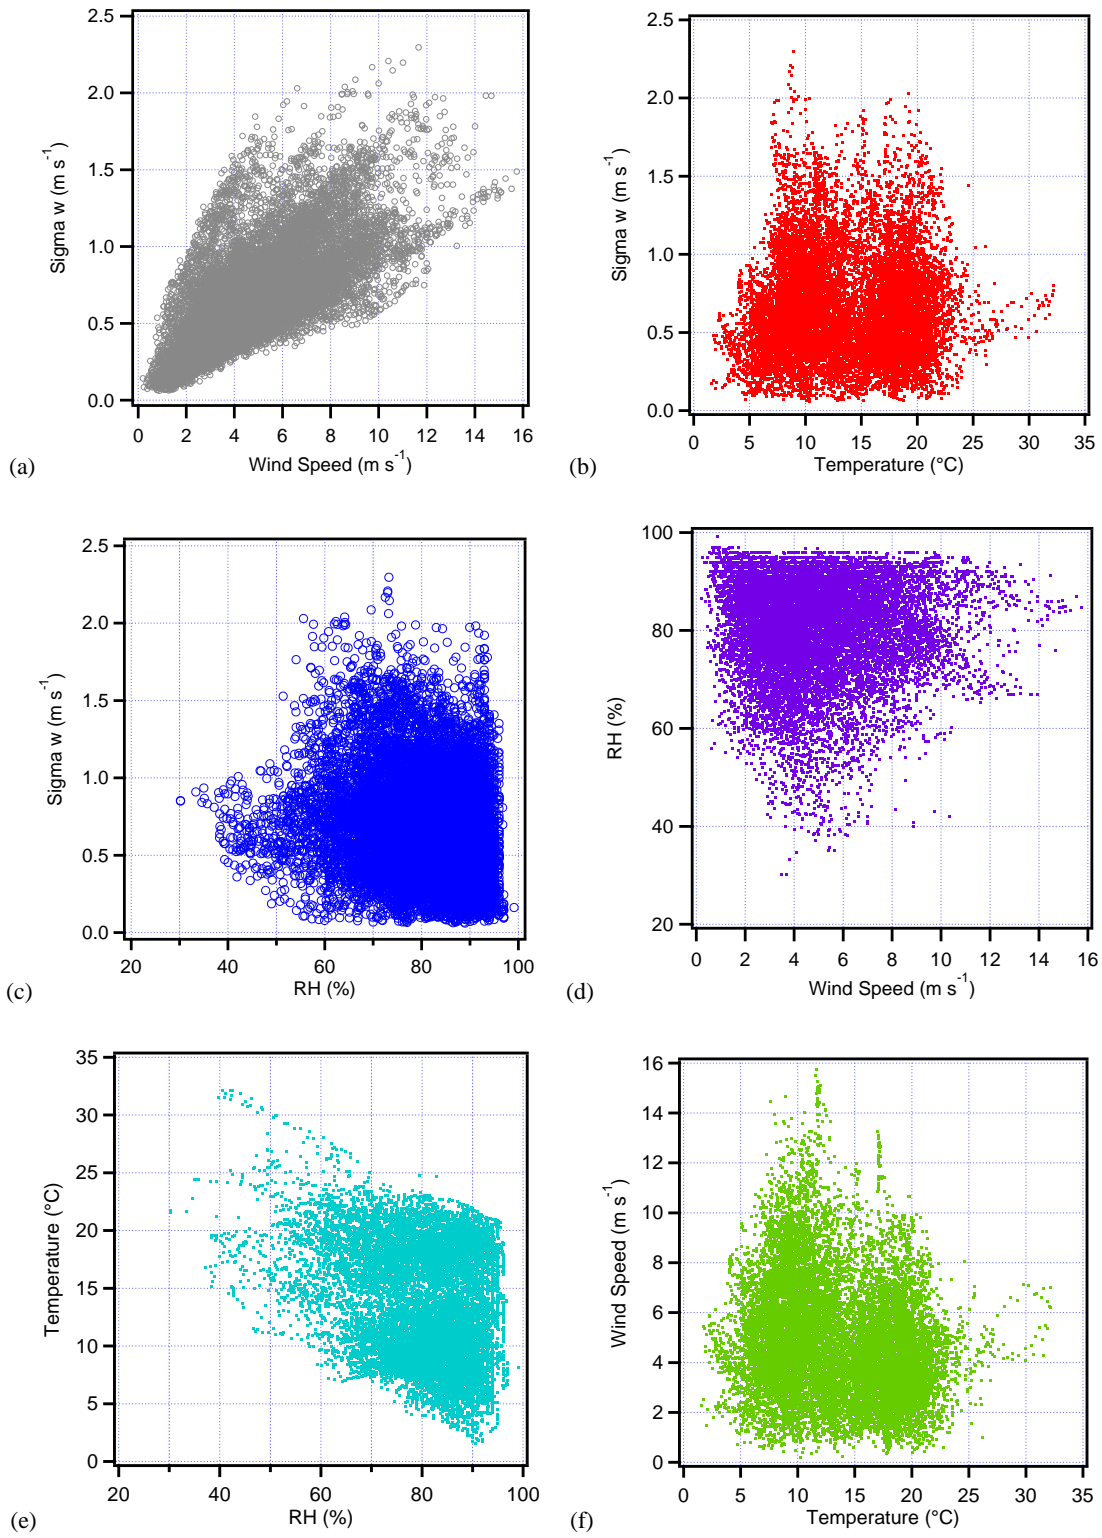 2.5
2.0
1.5
1.0
0.5
0.0
Sigma w (m s⁻¹)
0 2 4 6 8 10 12 14 16
Wind Speed (m s⁻¹)
(a)
2.5
2.0
1.5
1.0
0.5
0.0
Sigma w (m s⁻¹)
0 5 10 15 20 25 30 35
Temperature (°C)
(b)
2.5
2.0
1.5
1.0
0.5
0.0
Sigma w (m s⁻¹)
20 40 60 80 100
RH (%)
(c)
100
80
60
40
20
RH (%)
0 2 4 6 8 10 12 14 16
Wind Speed (m s⁻¹)
(d)
35
30
25
20
15
10
5
0
Temperature (°C)
20 40 60 80 100
RH (%)
(e)
16
14
12
10
8
6
4
2
0
Wind Speed (m s⁻¹)
0 5 10 15 20 25 30 35
Temperature (°C)
(f)